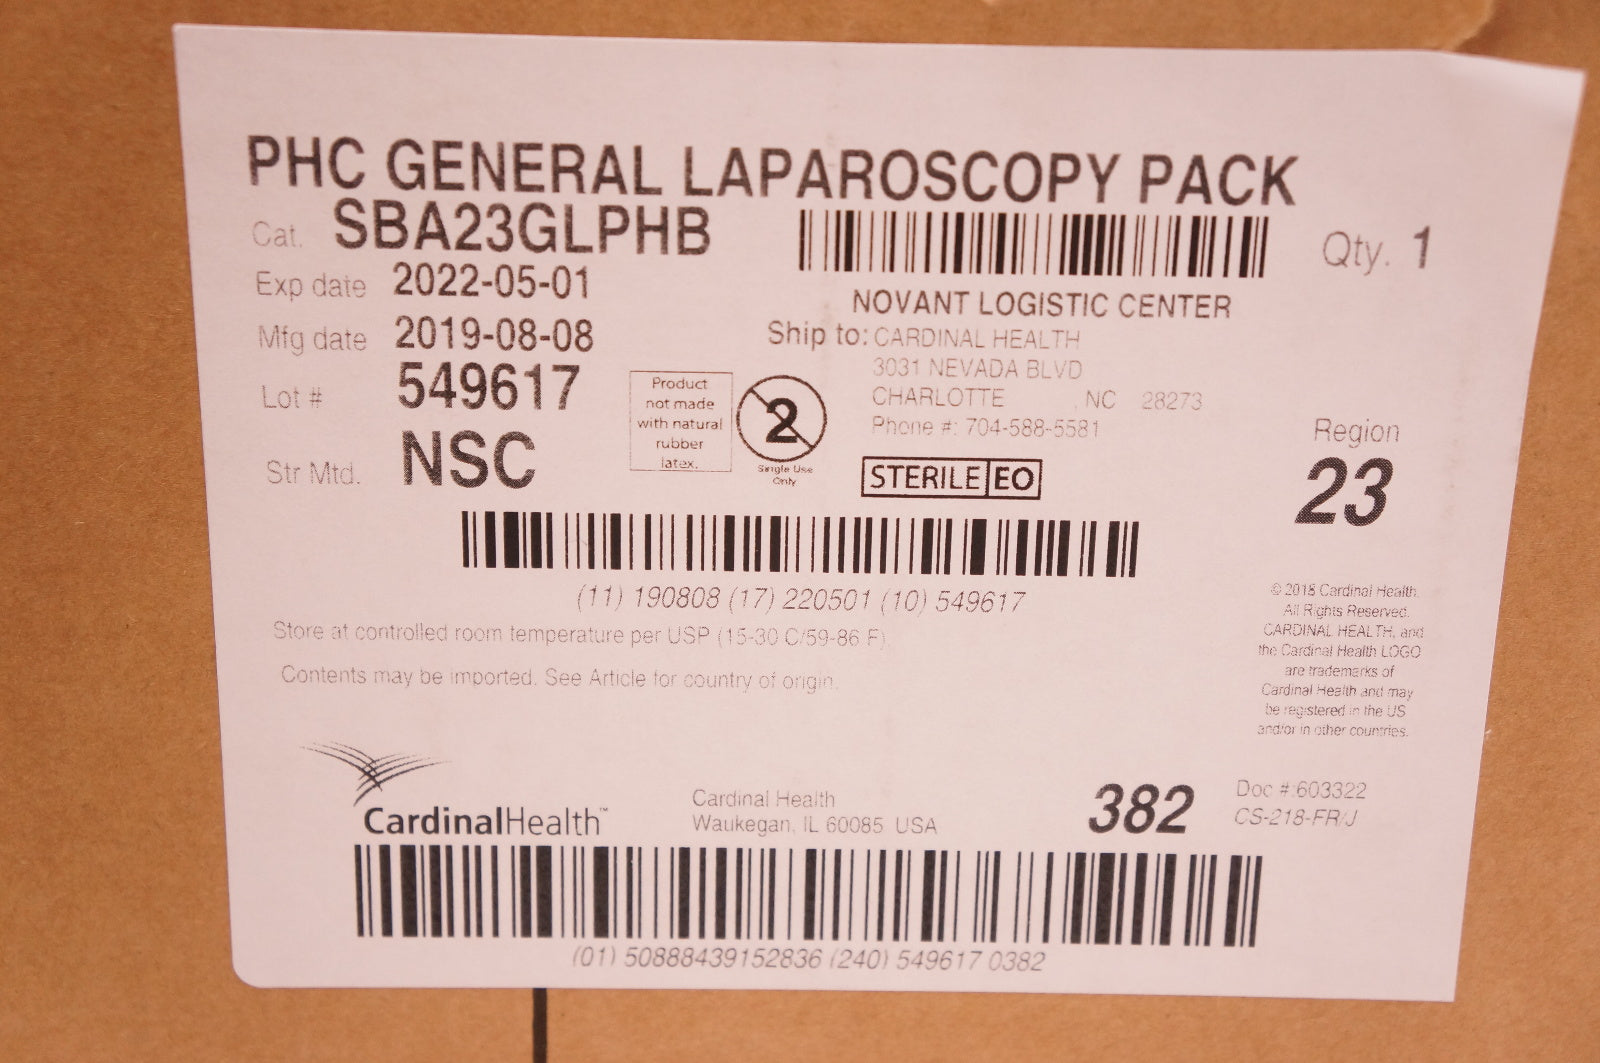 PHC GENERAL LAPAROSCOPY PACK
Cat. SBA23GLPHB
Qty. 1
Exp date 2022-05-01
NOVANT LOGISTIC CENTER
Mfg date 2019-08-08
Ship to: CARDINAL HEALTH
3031 NEVADA BLVD
CHARLOTTE NC 28273
Phone #: 704-588-5581
Lot # 549617
Product
not made
with natural
rubber
latex.
2
Single Use
Only
Str Mtd. NSC
STERILE EO
Region
23
(11) 190808 (17) 220501 (10) 549617
Store at controlled room temperature per USP (15-30 C/59-86 F)
Contents may be imported. See Article for country of origin.
© 2018 Cardinal Health.
All Rights Reserved.
CARDINAL HEALTH, and
the Cardinal Health LOGO
are trademarks of
Cardinal Health and may
be registered in the US
and/or in other countries.
CardinalHealth™
Cardinal Health
Waukegan, IL 60085 USA
382
Doc #:603322
CS-218-FR/J
(01) 50888439152836 (240) 549617 0382